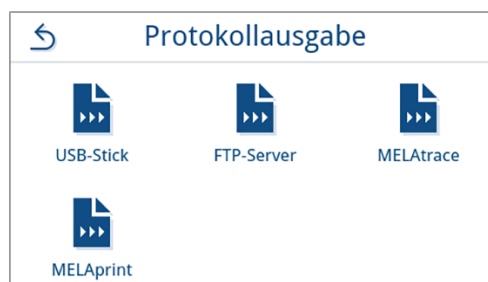 Protokollausgabe
USB-Stick
FTP-Server
MELAtrace
MELAprint